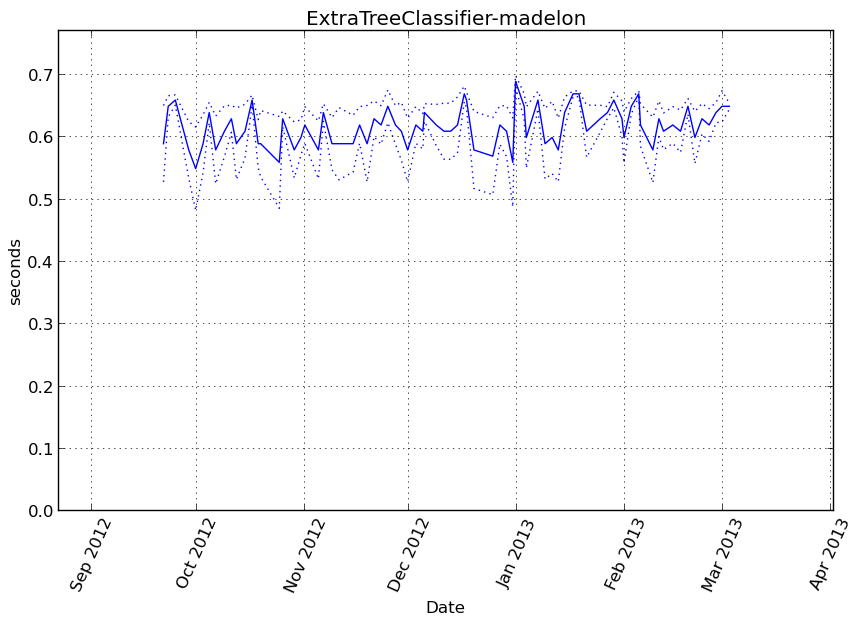 ExtraTreeClassifier-madelon
0.7
0.6
0.5
0.4
0.3
0.2
0.1
0.0
seconds
Sep 2012
Oct 2012
Nov 2012
Dec 2012
Jan 2013
Feb 2013
Mar 2013
Apr 2013
Date